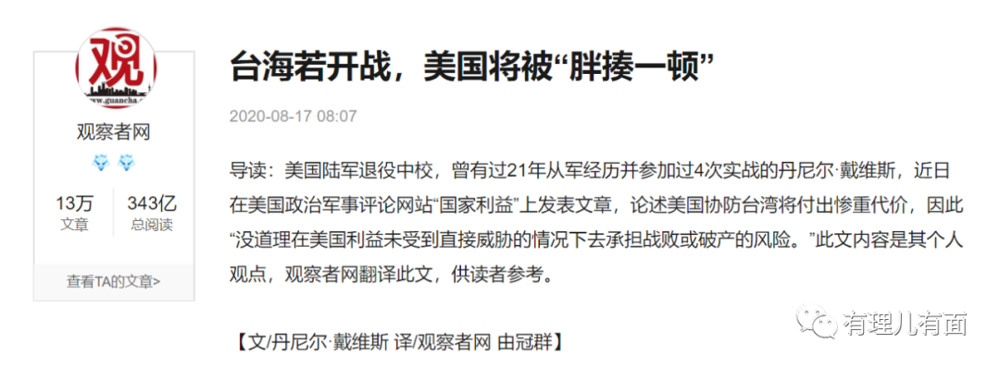 台海若开战，美国将被“胖揍一顿”
2020-08-17 08:07
观
www.guancha.c
观察者网
13万
343亿
文章
总阅读
查看TA的文章>
导读：美国陆军退役中校，曾有过21年从军经历并参加过4次实战的丹尼尔·戴维斯，近日
在美国政治军事评论网站“国家利益”上发表文章，论述美国协防台湾将付出惨重代价，因此
“没道理在美国利益未受到直接威胁的情况下去承担战败或破产的风险。”此文内容是其个人
观点，观察者网翻译此文，供读者参考。
【文/丹尼尔·戴维斯 译/观察者网 由冠群】
有理儿有面